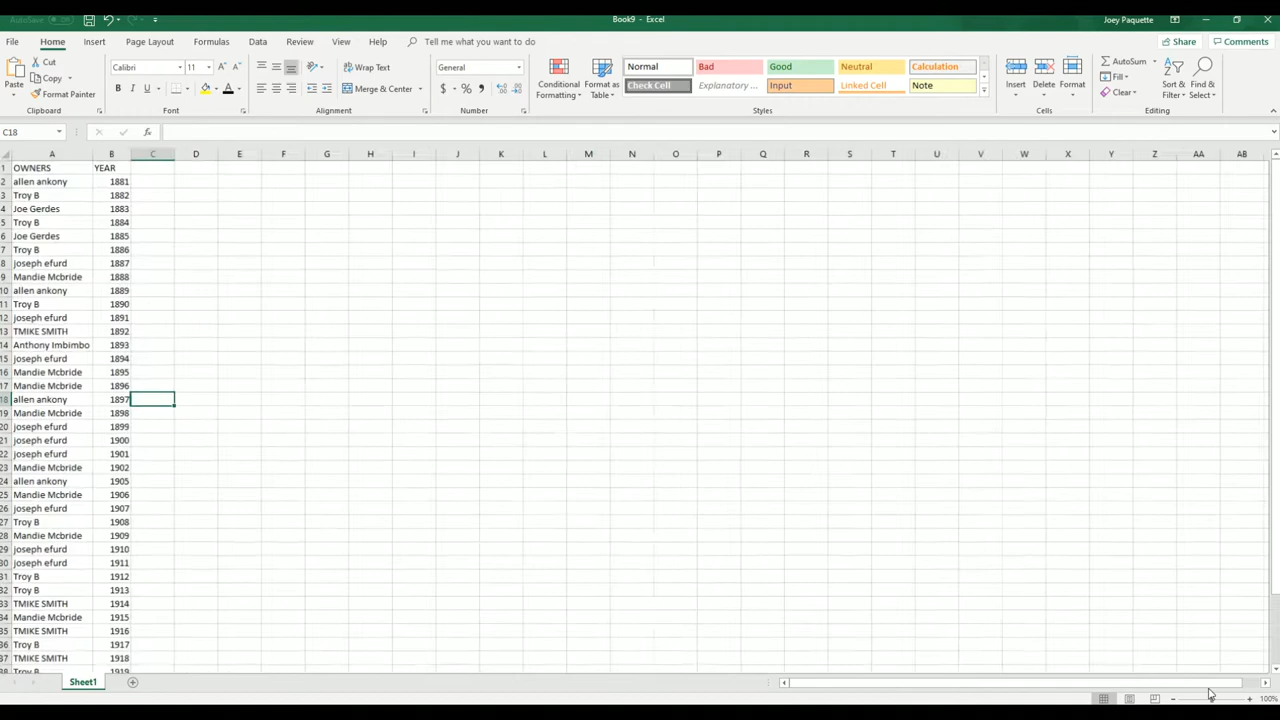 AutoSave Off Book9 - Excel Joey Paquette
File Home Insert Page Layout Formulas Data Review View Help Tell me what you want to do Share Comments
Paste Cut Copy Format Painter Clipboard
Calibri 11 B I U Font
Wrap Text Merge & Center Alignment
General $ % Number
Conditional Formatting Format as Table
Normal Bad Good Neutral Calculation
Check Cell Explanatory ... Input Linked Cell Note
Styles
Insert Delete Format Cells
AutoSum Fill Clear Sort & Filter Find & Select Editing
C18 fx
A B C D E F G H I J K L M N O P Q R S T U V W X Y Z AA AB
1 OWNERS YEAR
2 allen ankony 1881
3 Troy B 1882
4 Joe Gerdes 1883
5 Troy B 1884
6 Joe Gerdes 1885
7 Troy B 1886
8 joseph efurd 1887
9 Mandie Mcbride 1888
10 allen ankony 1889
11 Troy B 1890
12 joseph efurd 1891
13 TMIKE SMITH 1892
14 Anthony Imbimbo 1893
15 joseph efurd 1894
16 Mandie Mcbride 1895
17 Mandie Mcbride 1896
18 allen ankony 1897
19 Mandie Mcbride 1898
20 joseph efurd 1899
21 joseph efurd 1900
22 joseph efurd 1901
23 Mandie Mcbride 1902
24 allen ankony 1905
25 Mandie Mcbride 1906
26 joseph efurd 1907
27 Troy B 1908
28 Mandie Mcbride 1909
29 joseph efurd 1910
30 joseph efurd 1911
31 Troy B 1912
32 Troy B 1913
33 TMIKE SMITH 1914
34 Mandie Mcbride 1915
35 TMIKE SMITH 1916
36 Troy B 1917
37 TMIKE SMITH 1918
38 Troy B 1919
Sheet1
100%